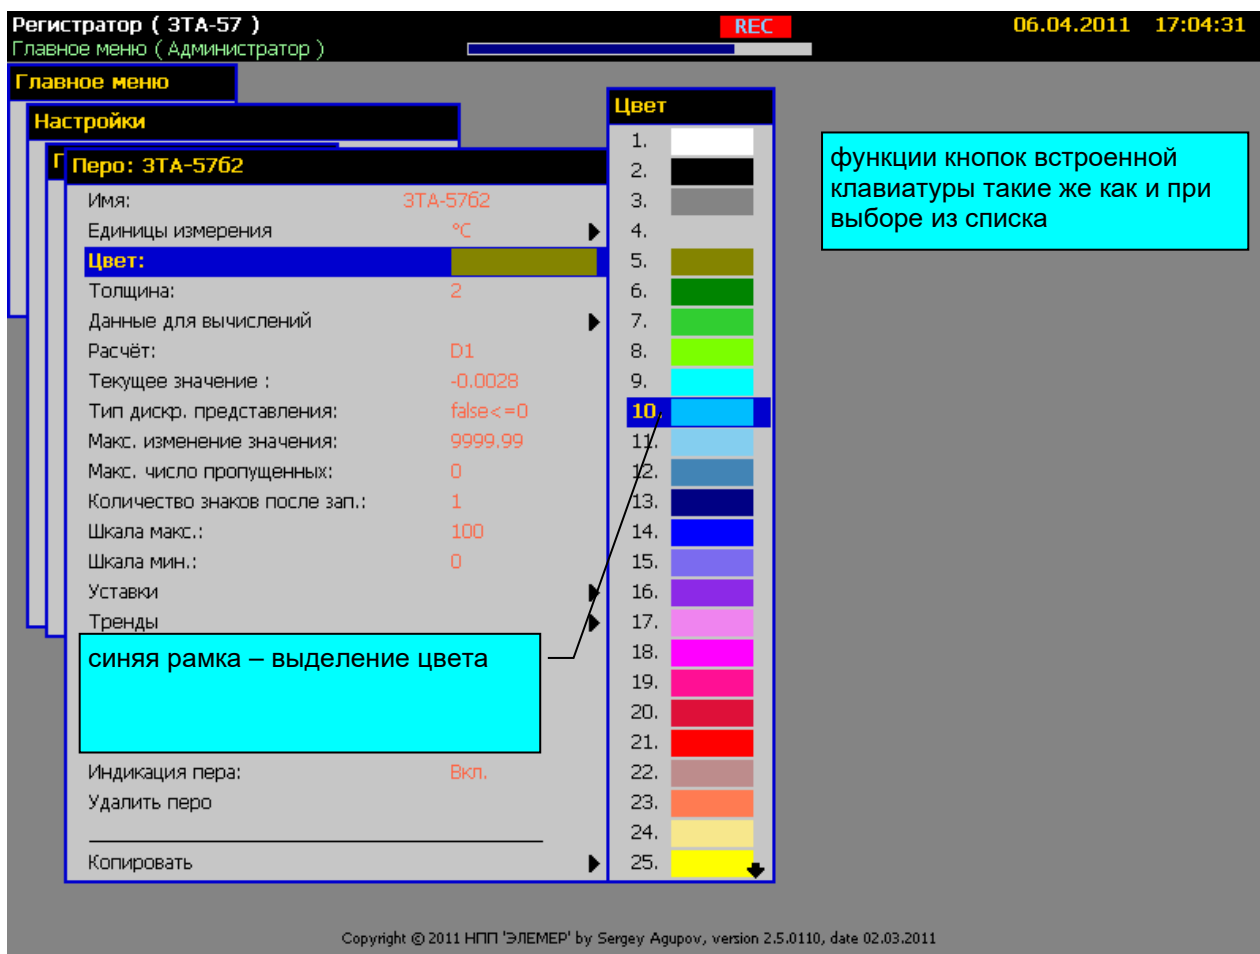 Регистратор ( ЗТА-57 )
REC
06.04.2011 17:04:31
Главное меню ( Администратор )
Главное меню
Настройки
Г
Перо: ЗТА-57б2
Имя: ЗТА-57б2
Единицы измерения °C
Цвет:
Толщина: 2
Данные для вычислений
Расчёт: D1
Текущее значение : -0.0028
Тип дискр. представления: false<=0
Макс. изменение значения: 9999.99
Макс. число пропущенных: 0
Количество знаков после зап.: 1
Шкала макс.: 100
Шкала мин.: 0
Уставки
Тренды
синяя рамка – выделение цвета
Индикация пера: Вкл.
Удалить перо
Копировать
Цвет
1.
2.
3.
4.
5.
6.
7.
8.
9.
10.
11.
12.
13.
14.
15.
16.
17.
18.
19.
20.
21.
22.
23.
24.
25.
функции кнопок встроенной
клавиатуры такие же как и при
выборе из списка
Copyright © 2011 НПП 'ЭЛЕМЕР' by Sergey Agupov, version 2.5.0110, date 02.03.2011